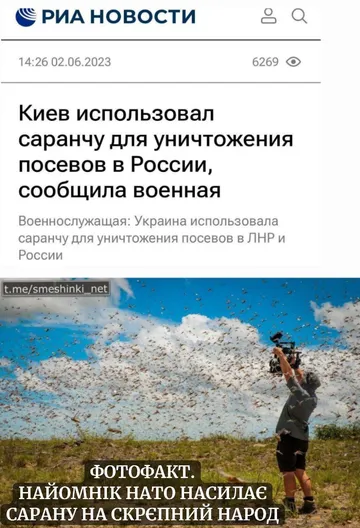 РИА НОВОСТИ
14:26 02.06.2023 6269
Киев использовал
саранчу для уничтожения
посевов в России,
сообщила военная
Военнослужащая: Украина использовала
саранчу для уничтожения посевов в ЛНР и
России
t.me/smeshinki_net
ФОТОФАКТ.
НАЙОМНІК НАТО НАСИЛАЄ
САРАНУ НА СКРЄПНИЙ НАРОД